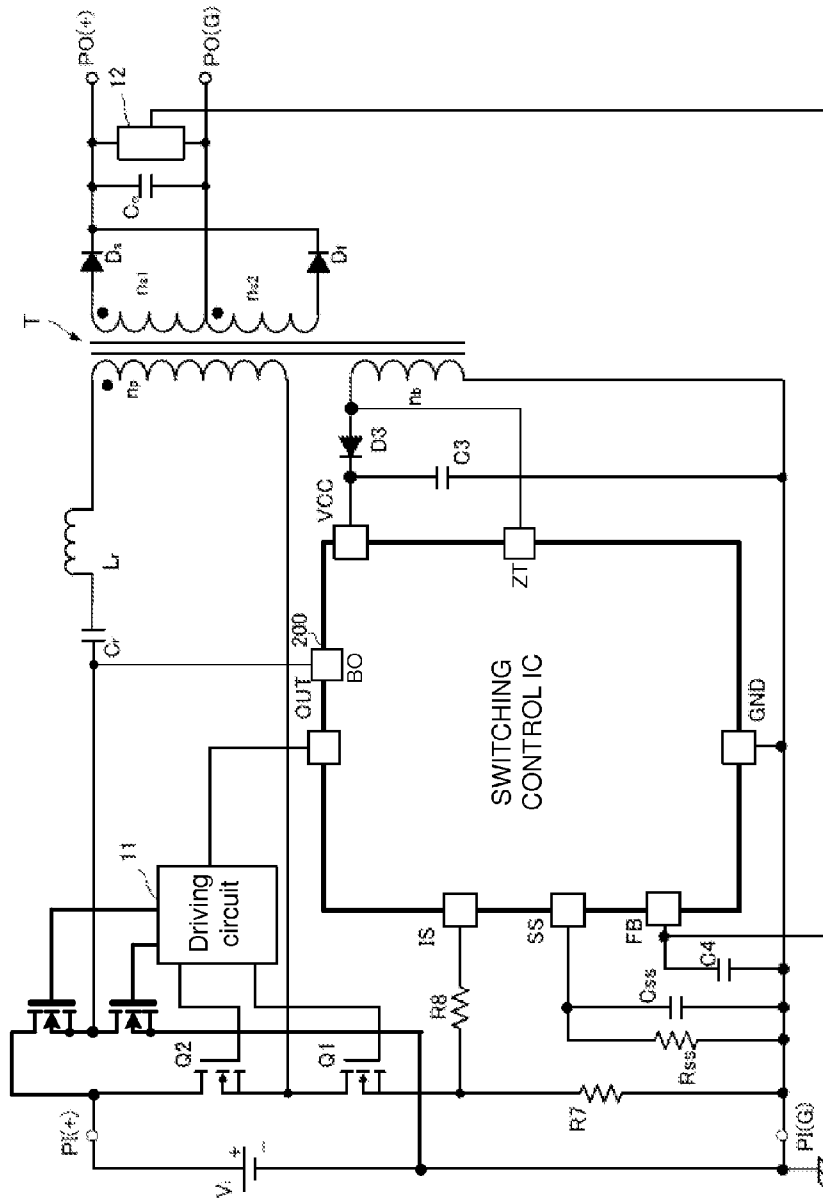 PO(+)
PO(G)
12
Co
Ds
Df
ns1
ns2
T
np
nb
D3
C3
Lr
Cr
VCC
ZT
200
BO
OUT
SWITCHING
CONTROL IC
GND
11
Driving
circuit
IS
SS
FB
R8
C4
Css
Rss
Q2
Q1
R7
PI(+)
PI(G)
Vi
+
−